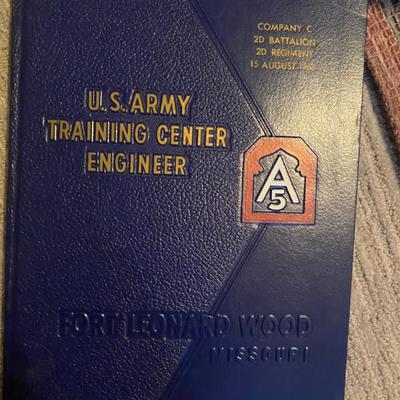 COMPANY C
2D BATTALION
2D REGIMENT
15 AUGUST
U.S. ARMY
TRAINING CENTER
ENGINEER
A
5
FORT LEONARD WOOD
MISSOURI